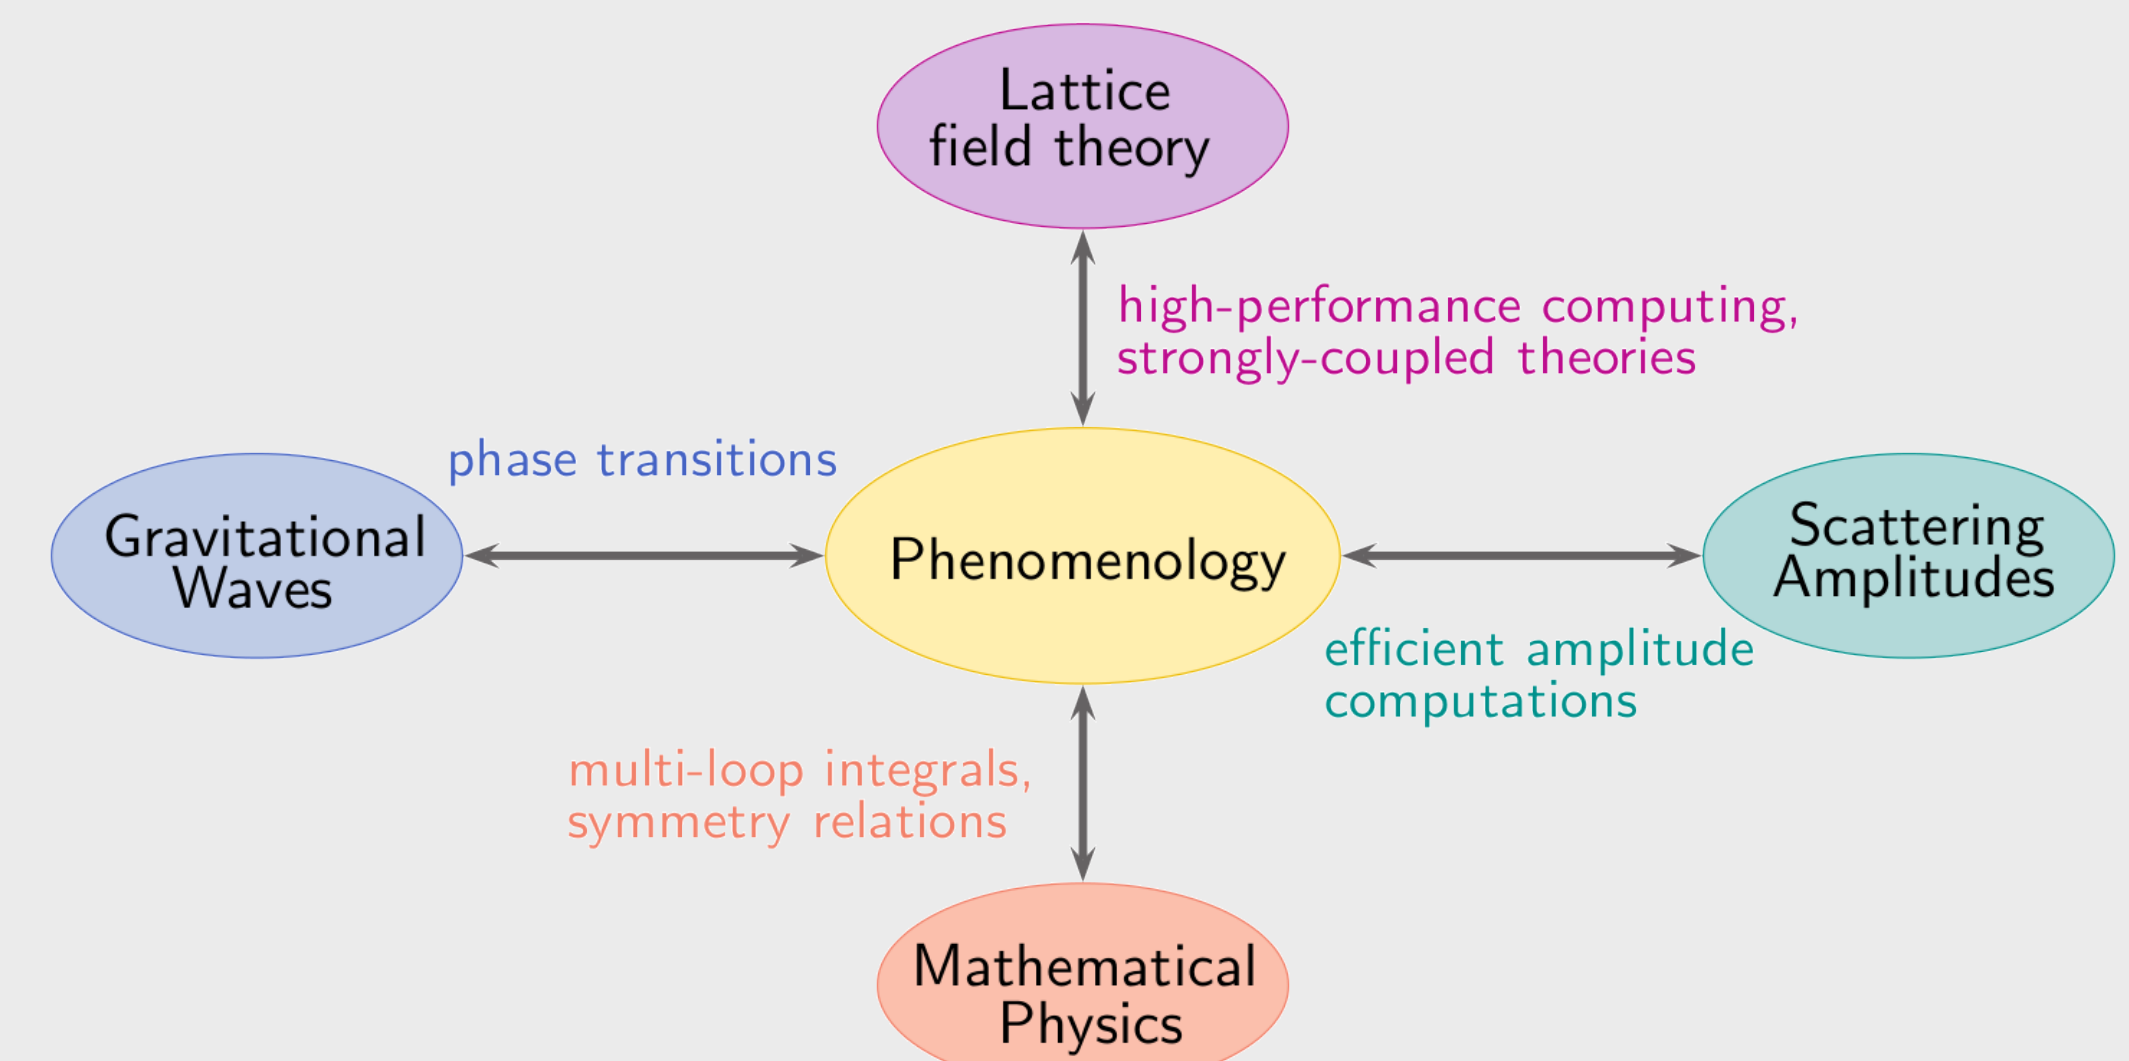 Lattice
field theory
high-performance computing,
strongly-coupled theories
phase transitions
Gravitational
Waves
Phenomenology
Scattering
Amplitudes
efficient amplitude
computations
multi-loop integrals,
symmetry relations
Mathematical
Physics